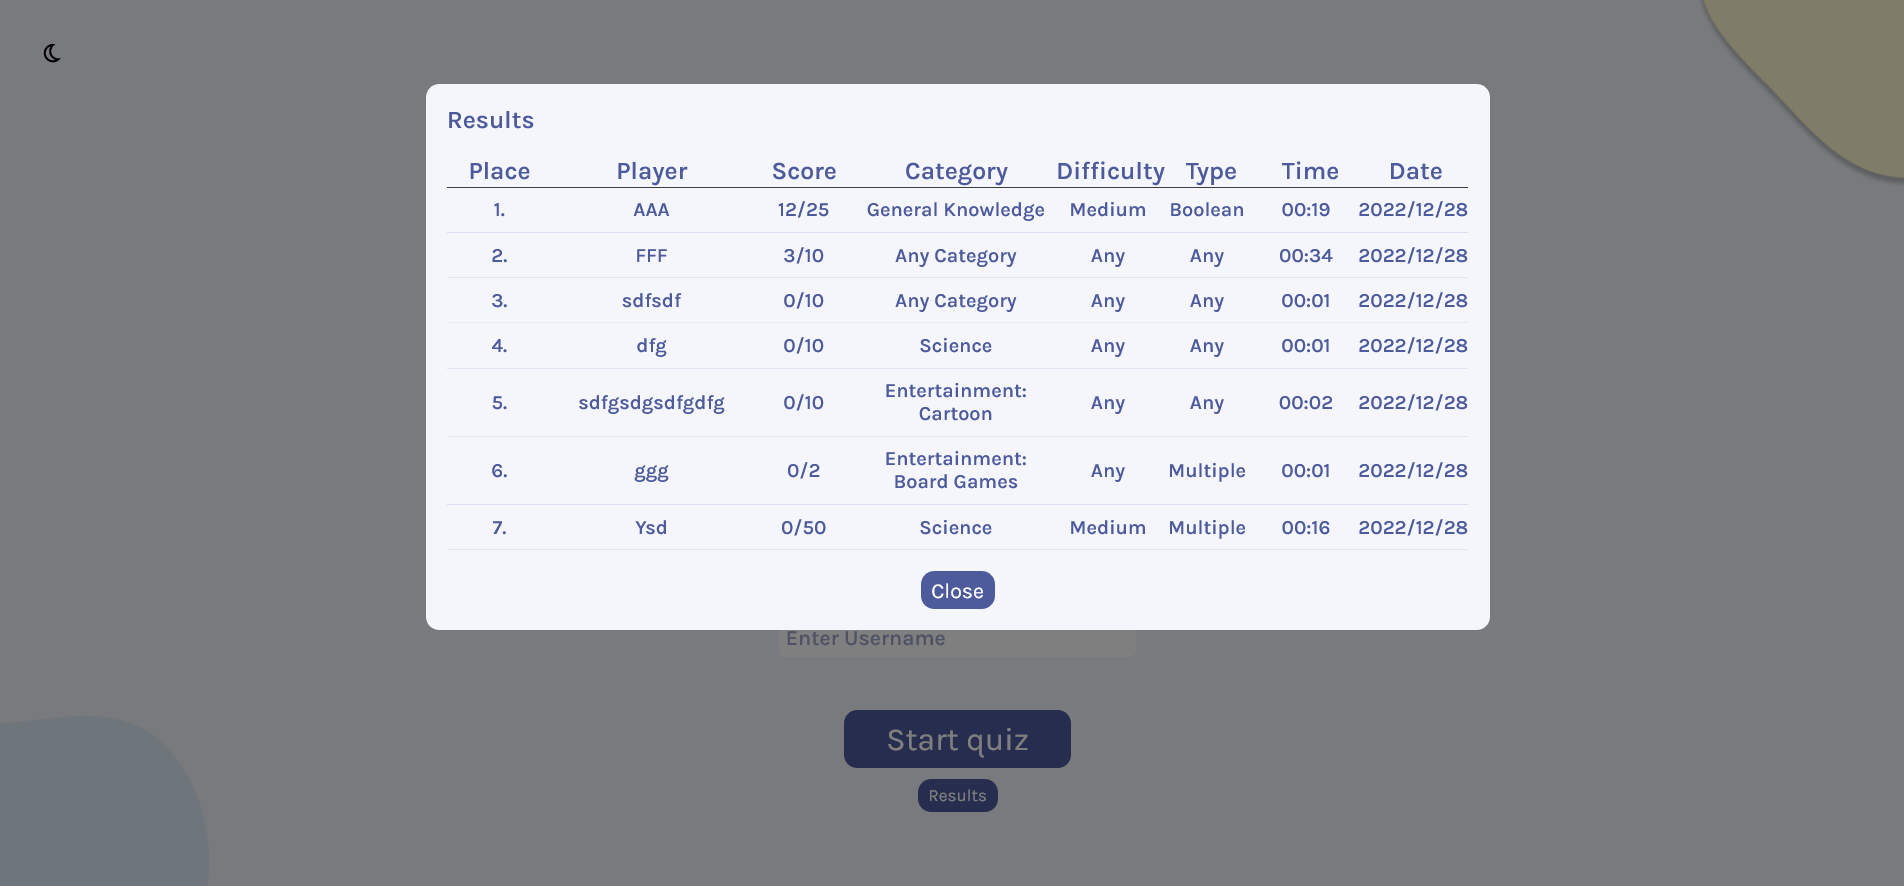 Results
Place Player Score Category Difficulty Type Time Date
1. AAA 12/25 General Knowledge Medium Boolean 00:19 2022/12/28
2. FFF 3/10 Any Category Any Any 00:34 2022/12/28
3. sdfsdf 0/10 Any Category Any Any 00:01 2022/12/28
4. dfg 0/10 Science Any Any 00:01 2022/12/28
5. sdfgsdgsdfgdfg 0/10 Entertainment: Cartoon Any Any 00:02 2022/12/28
6. ggg 0/2 Entertainment: Board Games Any Multiple 00:01 2022/12/28
7. Ysd 0/50 Science Medium Multiple 00:16 2022/12/28
Close
Enter Username
Start quiz
Results